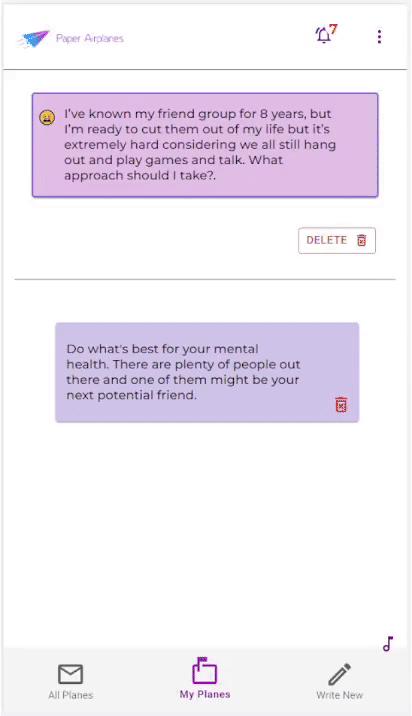 Paper Airplanes
7
I've known my friend group for 8 years, but
I'm ready to cut them out of my life but it's
extremely hard considering we all still hang
out and play games and talk. What
approach should I take?.
DELETE
Do what's best for your mental
health. There are plenty of people out
there and one of them might be your
next potential friend.
All Planes
My Planes
Write New